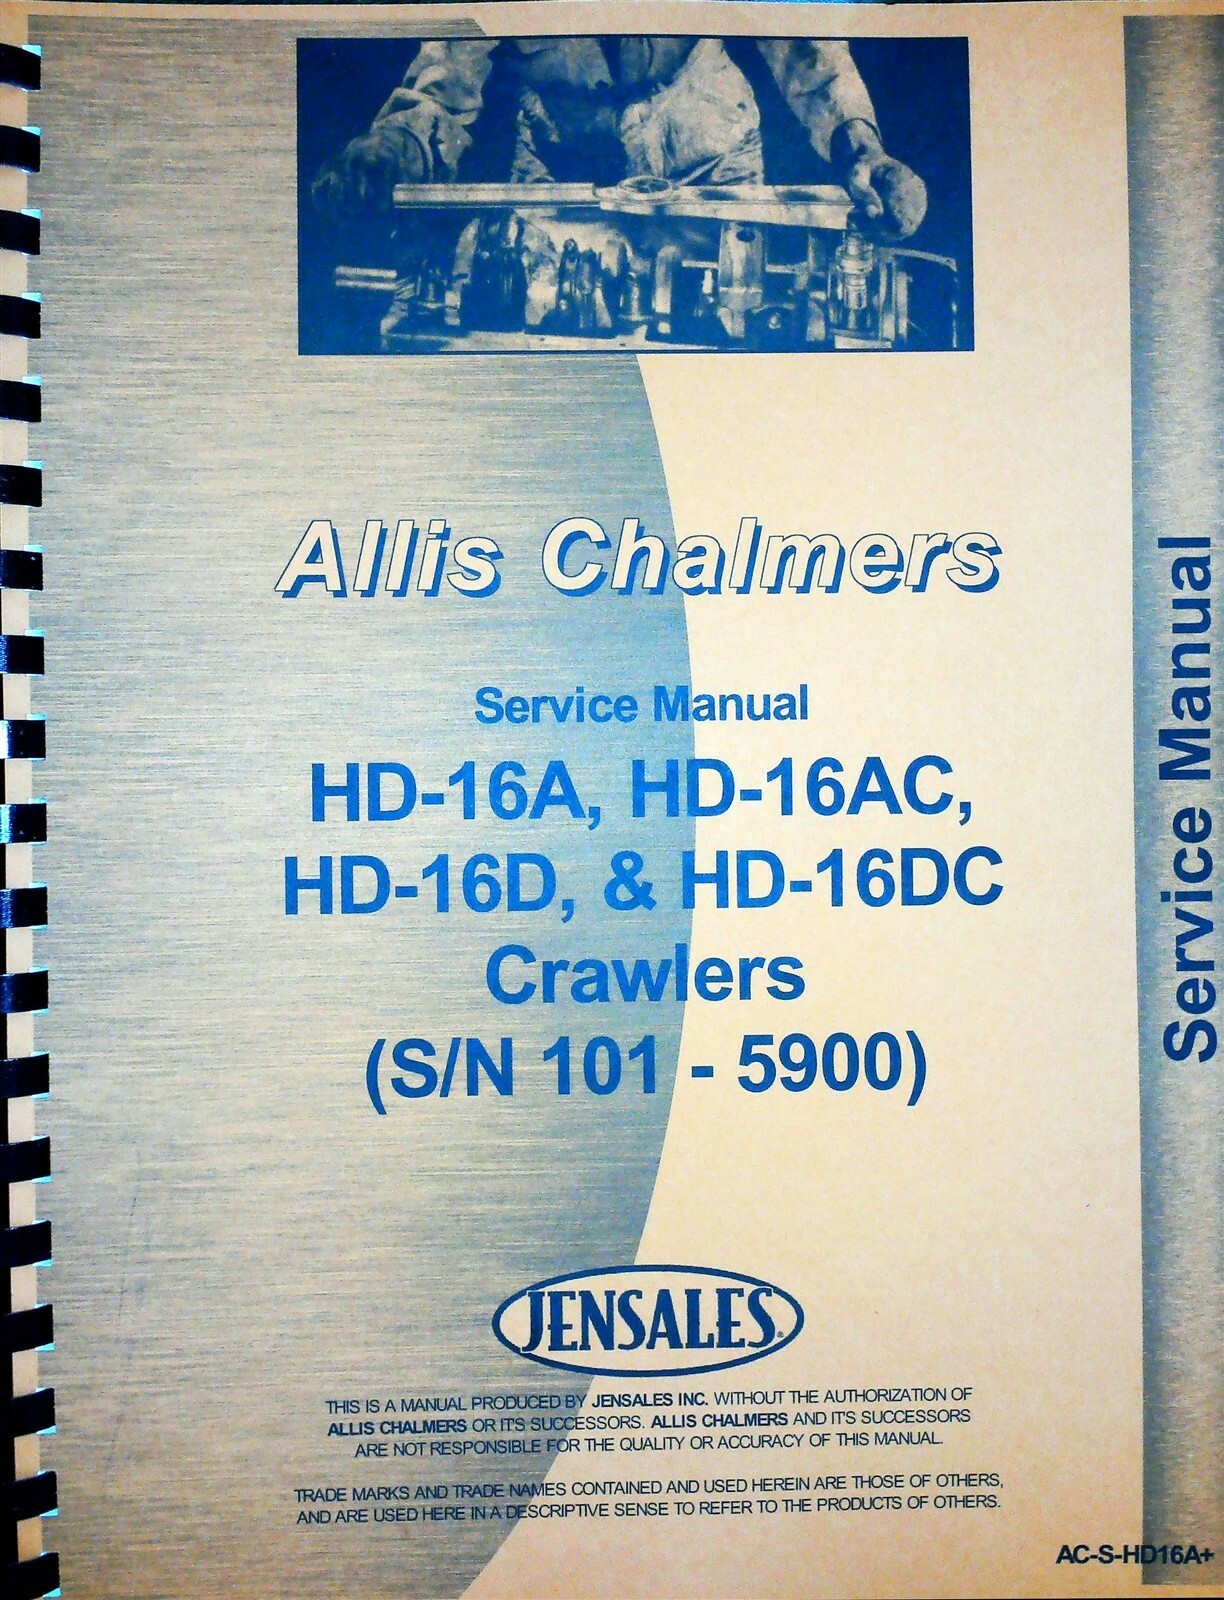 Allis Chalmers
Service Manual
HD-16A, HD-16AC,
HD-16D, & HD-16DC
Crawlers
(S/N 101 - 5900)
JENSALES®
THIS IS A MANUAL PRODUCED BY JENSALES INC. WITHOUT THE AUTHORIZATION OF
ALLIS CHALMERS OR IT'S SUCCESSORS. ALLIS CHALMERS AND IT'S SUCCESSORS
ARE NOT RESPONSIBLE FOR THE QUALITY OR ACCURACY OF THIS MANUAL.
TRADE MARKS AND TRADE NAMES CONTAINED AND USED HEREIN ARE THOSE OF OTHERS,
AND ARE USED HERE IN A DESCRIPTIVE SENSE TO REFER TO THE PRODUCTS OF OTHERS.
Service Manual
AC-S-HD16A+